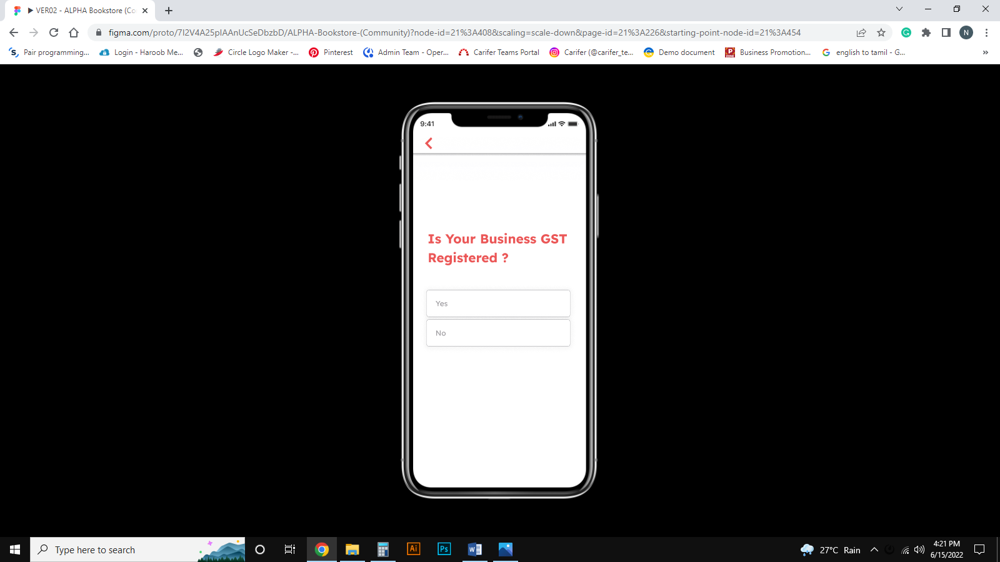 VER02 - ALPHA Bookstore (Co
figma.com/proto/7I2V4A25pIAAnUcSeDbzbD/ALPHA-Bookstore-(Community)?node-id=21%3A408&scaling=scale-down&page-id=21%3A226&starting-point-node-id=21%3A454
N
Pair programming...
Login - Haroob Me...
Circle Logo Maker -...
Pinterest
Admin Team - Oper...
Carifer Teams Portal
Carifer (@carifer_te...
Demo document
Business Promotion...
english to tamil - G...
9:41
Is Your Business GST
Registered ?
Yes
No
Type here to search
Ai
Ps
27°C Rain
4:21 PM
6/15/2022